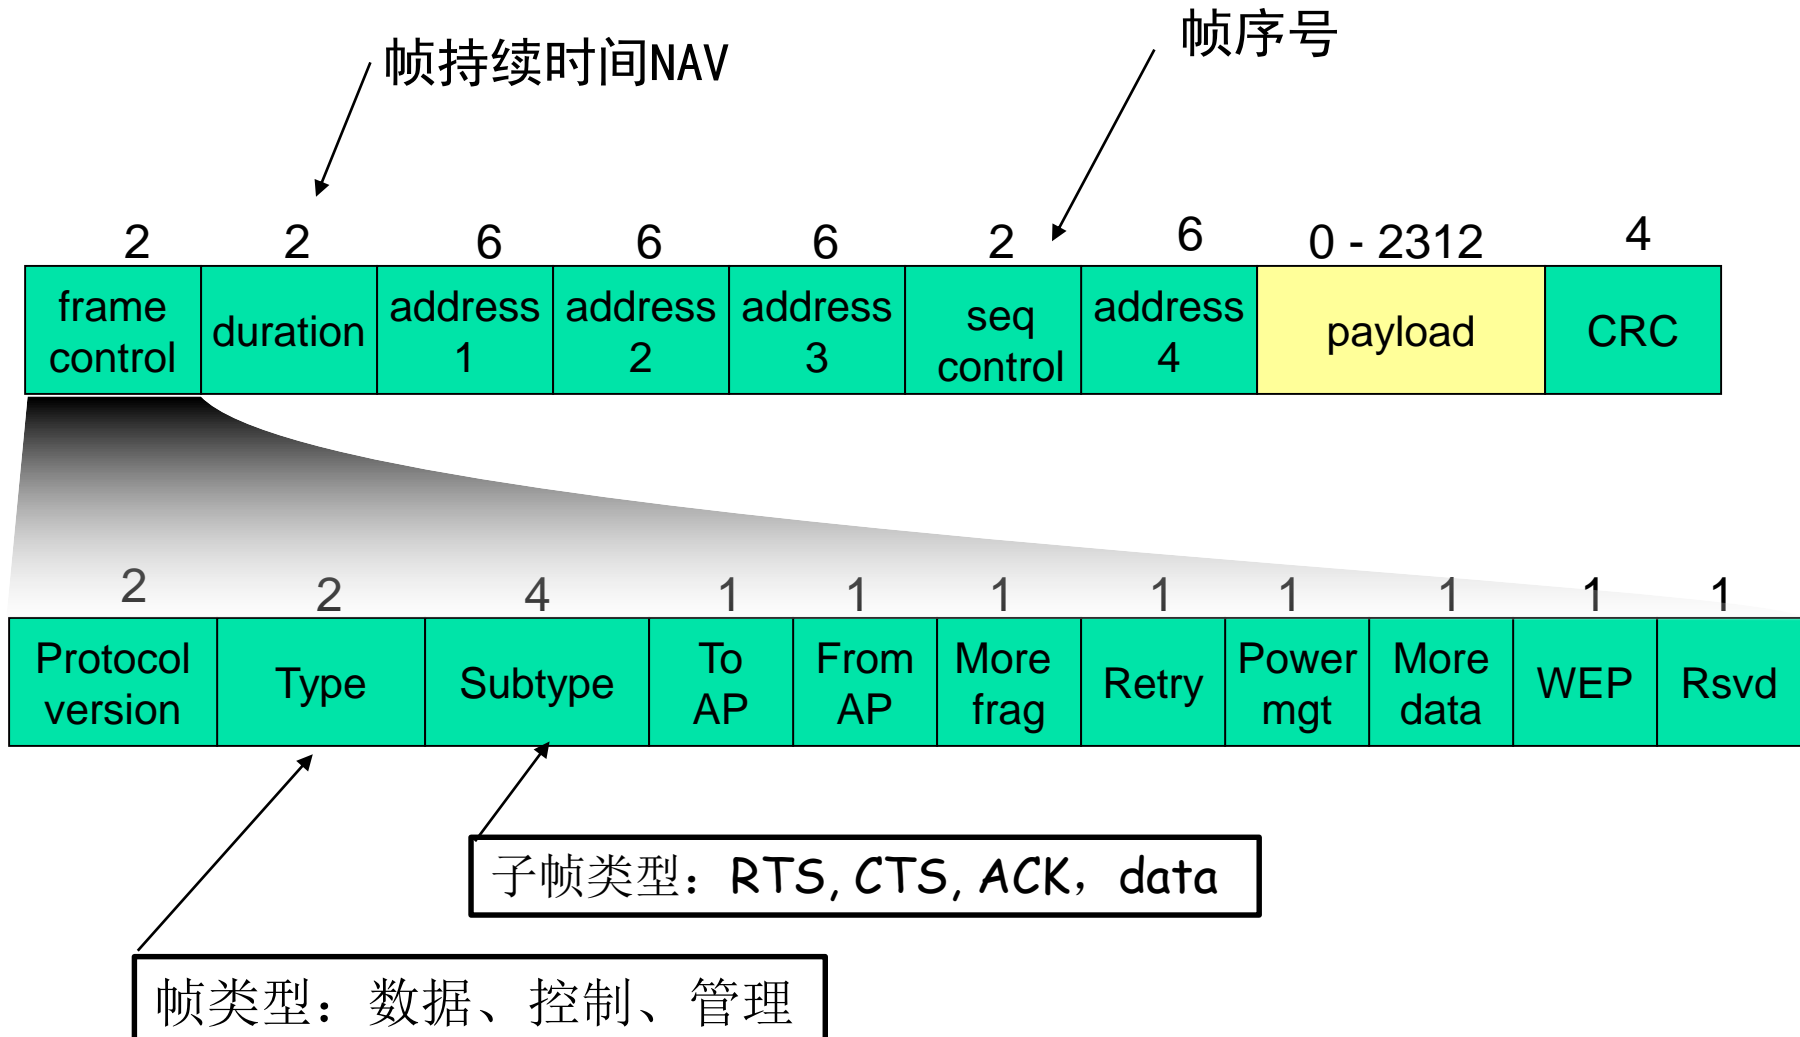 帧持续时间NAV
帧序号
2 2 6 6 6 2 6 0 - 2312 4
frame control
duration
address 1
address 2
address 3
seq control
address 4
payload
CRC
2 2 4 1 1 1 1 1 1 1 1
Protocol version
Type
Subtype
To AP
From AP
More frag
Retry
Power mgt
More data
WEP
Rsvd
子帧类型：RTS, CTS, ACK，data
帧类型：数据、控制、管理